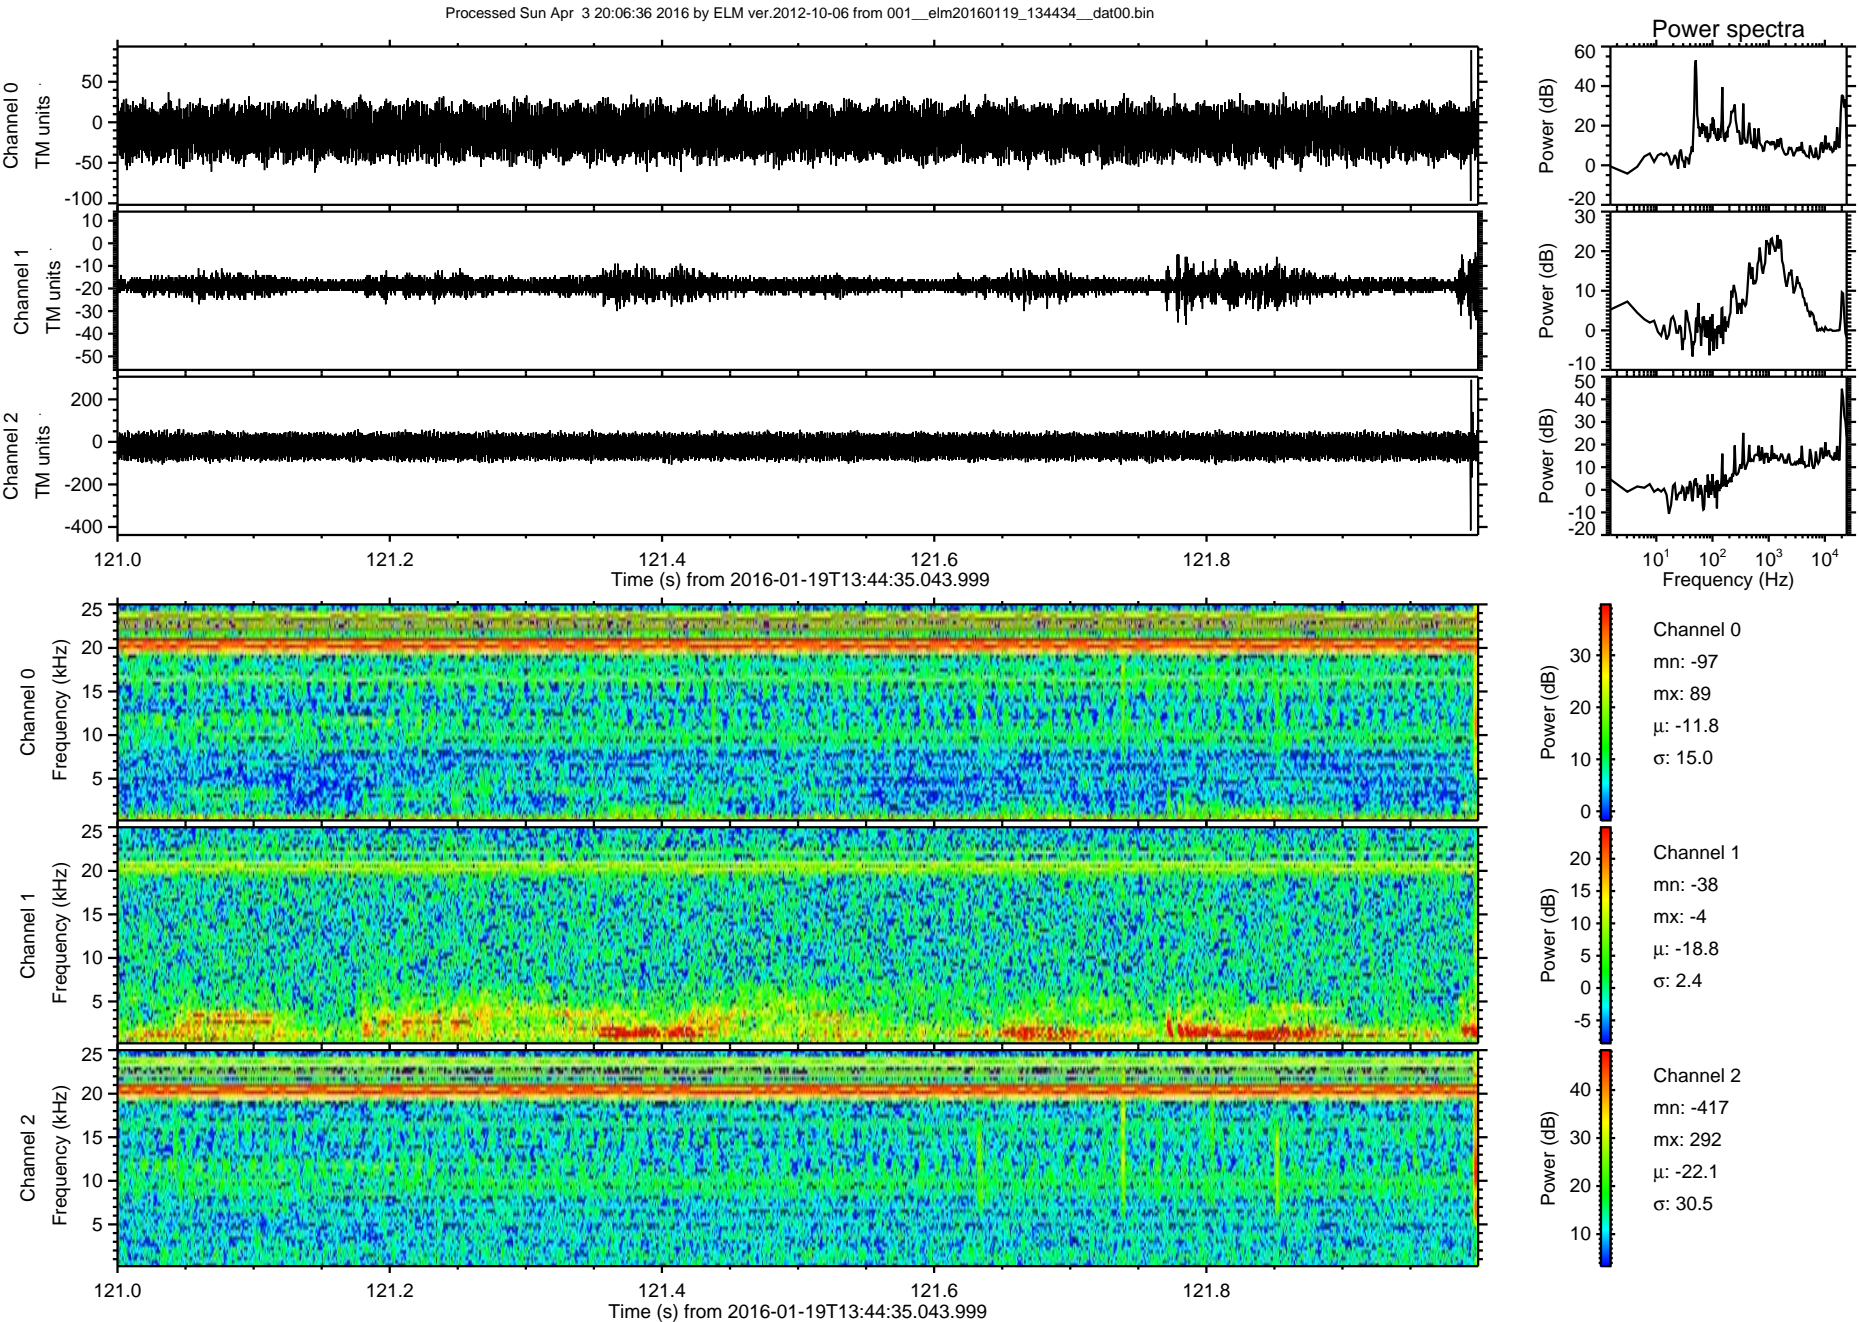 Processed Sun Apr  3 20:06:36 2016 by ELM ver.2012-10-06 from 001__elm20160119_134434__dat00.bin
Power spectra
Channel 0
TM units
50
0
-50
-100
Power (dB)
60
40
20
0
-20
Channel 1
TM units
10
0
-10
-20
-30
-40
-50
Power (dB)
30
20
10
0
-10
Channel 2
TM units
200
0
-200
-400
Power (dB)
50
40
30
20
10
0
-10
-20
121.0 121.2 121.4 121.6 121.8
Time (s) from 2016-01-19T13:44:35.043.999
10¹ 10² 10³ 10⁴
Frequency (Hz)
Channel 0
Frequency (kHz)
25
20
15
10
5
Power (dB)
30
20
10
0
Channel 0
mn: -97
mx: 89
μ: -11.8
σ: 15.0
Channel 1
Frequency (kHz)
25
20
15
10
5
Power (dB)
20
15
10
5
0
-5
Channel 1
mn: -38
mx: -4
μ: -18.8
σ: 2.4
Channel 2
Frequency (kHz)
25
20
15
10
5
Power (dB)
40
30
20
10
Channel 2
mn: -417
mx: 292
μ: -22.1
σ: 30.5
121.0 121.2 121.4 121.6 121.8
Time (s) from 2016-01-19T13:44:35.043.999